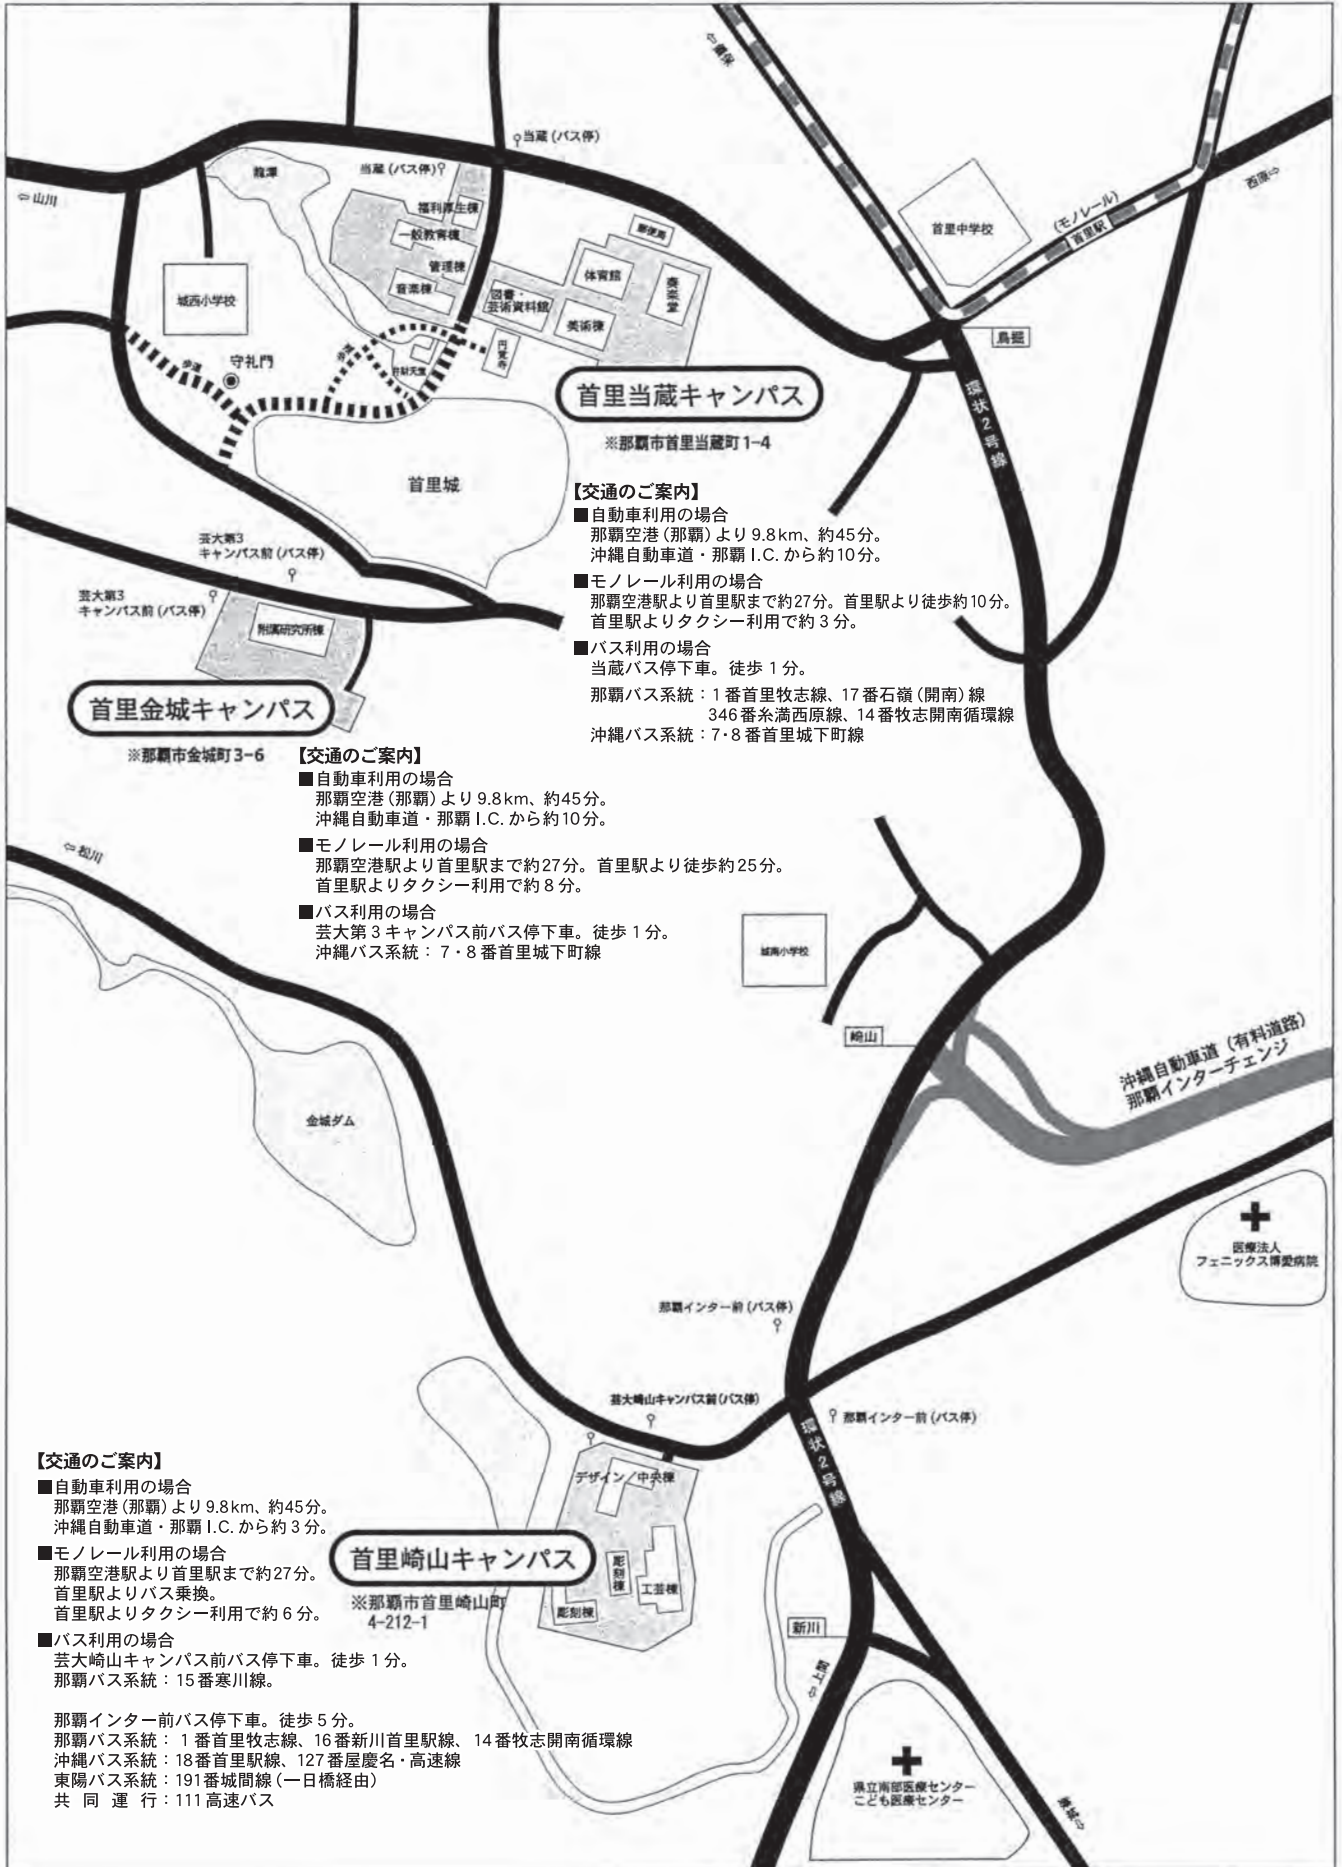 ⇦儀保
当蔵(バス停)
当蔵(バス停)
龍潭
⇦山川
西原⇨
福利厚生棟
一般教育棟
管理棟
音楽棟
郵便局
体育館
奏楽堂
図書・
芸術資料館
美術棟
円覚寺
弁財天堂
首里中学校
(モノレール)
首里駅
鳥堀
環状2号線
城西小学校
守礼門
歩道
歩道
首里城
首里当蔵キャンパス
※那覇市首里当蔵町1-4
【交通のご案内】
■自動車利用の場合
那覇空港(那覇)より9.8km、約45分。
沖縄自動車道・那覇I.C.から約10分。
■モノレール利用の場合
那覇空港駅より首里駅まで約27分。首里駅より徒歩約10分。
首里駅よりタクシー利用で約3分。
■バス利用の場合
当蔵バス停下車。徒歩1分。
那覇バス系統:1番首里牧志線、17番石嶺(開南)線
346番糸満西原線、14番牧志開南循環線
沖縄バス系統:7・8番首里城下町線
芸大第3
キャンパス前(バス停)
芸大第3
キャンパス前(バス停)
附属研究所棟
首里金城キャンパス
※那覇市金城町3-6
【交通のご案内】
■自動車利用の場合
那覇空港(那覇)より9.8km、約45分。
沖縄自動車道・那覇I.C.から約10分。
■モノレール利用の場合
那覇空港駅より首里駅まで約27分。首里駅より徒歩約25分。
首里駅よりタクシー利用で約8分。
■バス利用の場合
芸大第3キャンパス前バス停下車。徒歩1分。
沖縄バス系統:7・8番首里城下町線
⇦松川
城南小学校
崎山
沖縄自動車道(有料道路)
那覇インターチェンジ
金城ダム
医療法人
フェニックス博愛病院
那覇インター前(バス停)
芸大崎山キャンパス前(バス停)
那覇インター前(バス停)
環状2号線
デザイン/中央棟
彫刻棟
工芸棟
彫刻棟
首里崎山キャンパス
※那覇市首里崎山町
4-212-1
【交通のご案内】
■自動車利用の場合
那覇空港(那覇)より9.8km、約45分。
沖縄自動車道・那覇I.C.から約3分。
■モノレール利用の場合
那覇空港駅より首里駅まで約27分。
首里駅よりバス乗換。
首里駅よりタクシー利用で約6分。
■バス利用の場合
芸大崎山キャンパス前バス停下車。徒歩1分。
那覇バス系統:15番寒川線。
那覇インター前バス停下車。徒歩5分。
那覇バス系統:1番首里牧志線、16番新川首里駅線、14番牧志開南循環線
沖縄バス系統:18番首里駅線、127番屋慶名・高速線
東陽バス系統:191番城間線(一日橋経由)
共同運行:111高速バス
新川
⇦上間
県立南部医療センター
こども医療センター
兼城⇨